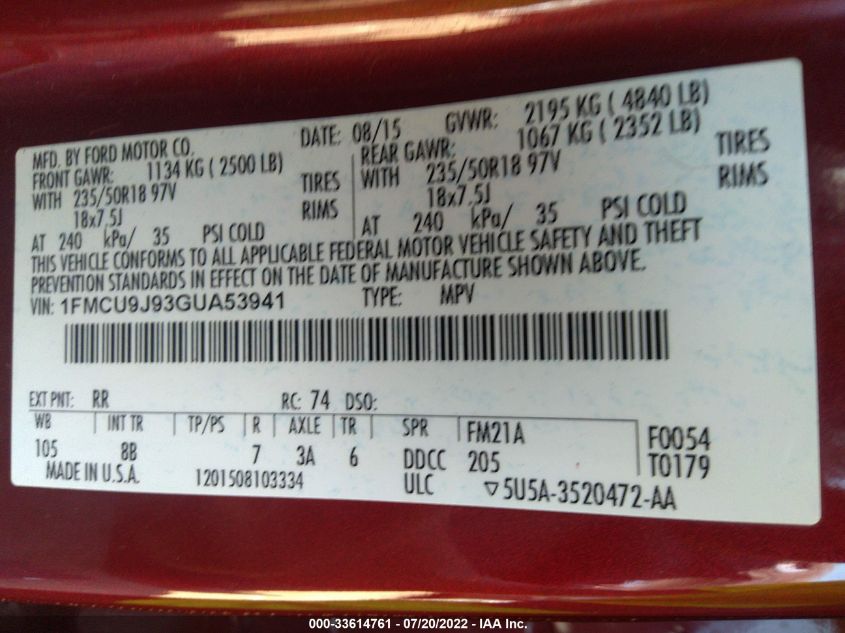 MFD. BY FORD MOTOR CO.
DATE: 08/15
GVWR: 2195 KG ( 4840 LB)
FRONT GAWR: 1134 KG ( 2500 LB)
REAR GAWR: 1067 KG ( 2352 LB)
WITH 235/50R18 97V TIRES
WITH 235/50R18 97V TIRES
18x7.5J RIMS
18x7.5J RIMS
AT 240 kPa/ 35 PSI COLD
AT 240 kPa/ 35 PSI COLD
THIS VEHICLE CONFORMS TO ALL APPLICABLE FEDERAL MOTOR VEHICLE SAFETY AND THEFT
PREVENTION STANDARDS IN EFFECT ON THE DATE OF MANUFACTURE SHOWN ABOVE.
VIN: 1FMCU9J93GUA53941
TYPE: MPV
EXT PNT: RR RC: 74 DSO:
WB INT TR TP/PS R AXLE TR SPR FM21A F0054
105 8B 7 3A 6 DDCC 205 T0179
MADE IN U.S.A. 1201508103334 ULC ▽5U5A-3520472-AA
000-33614761 - 07/20/2022 - IAA Inc.